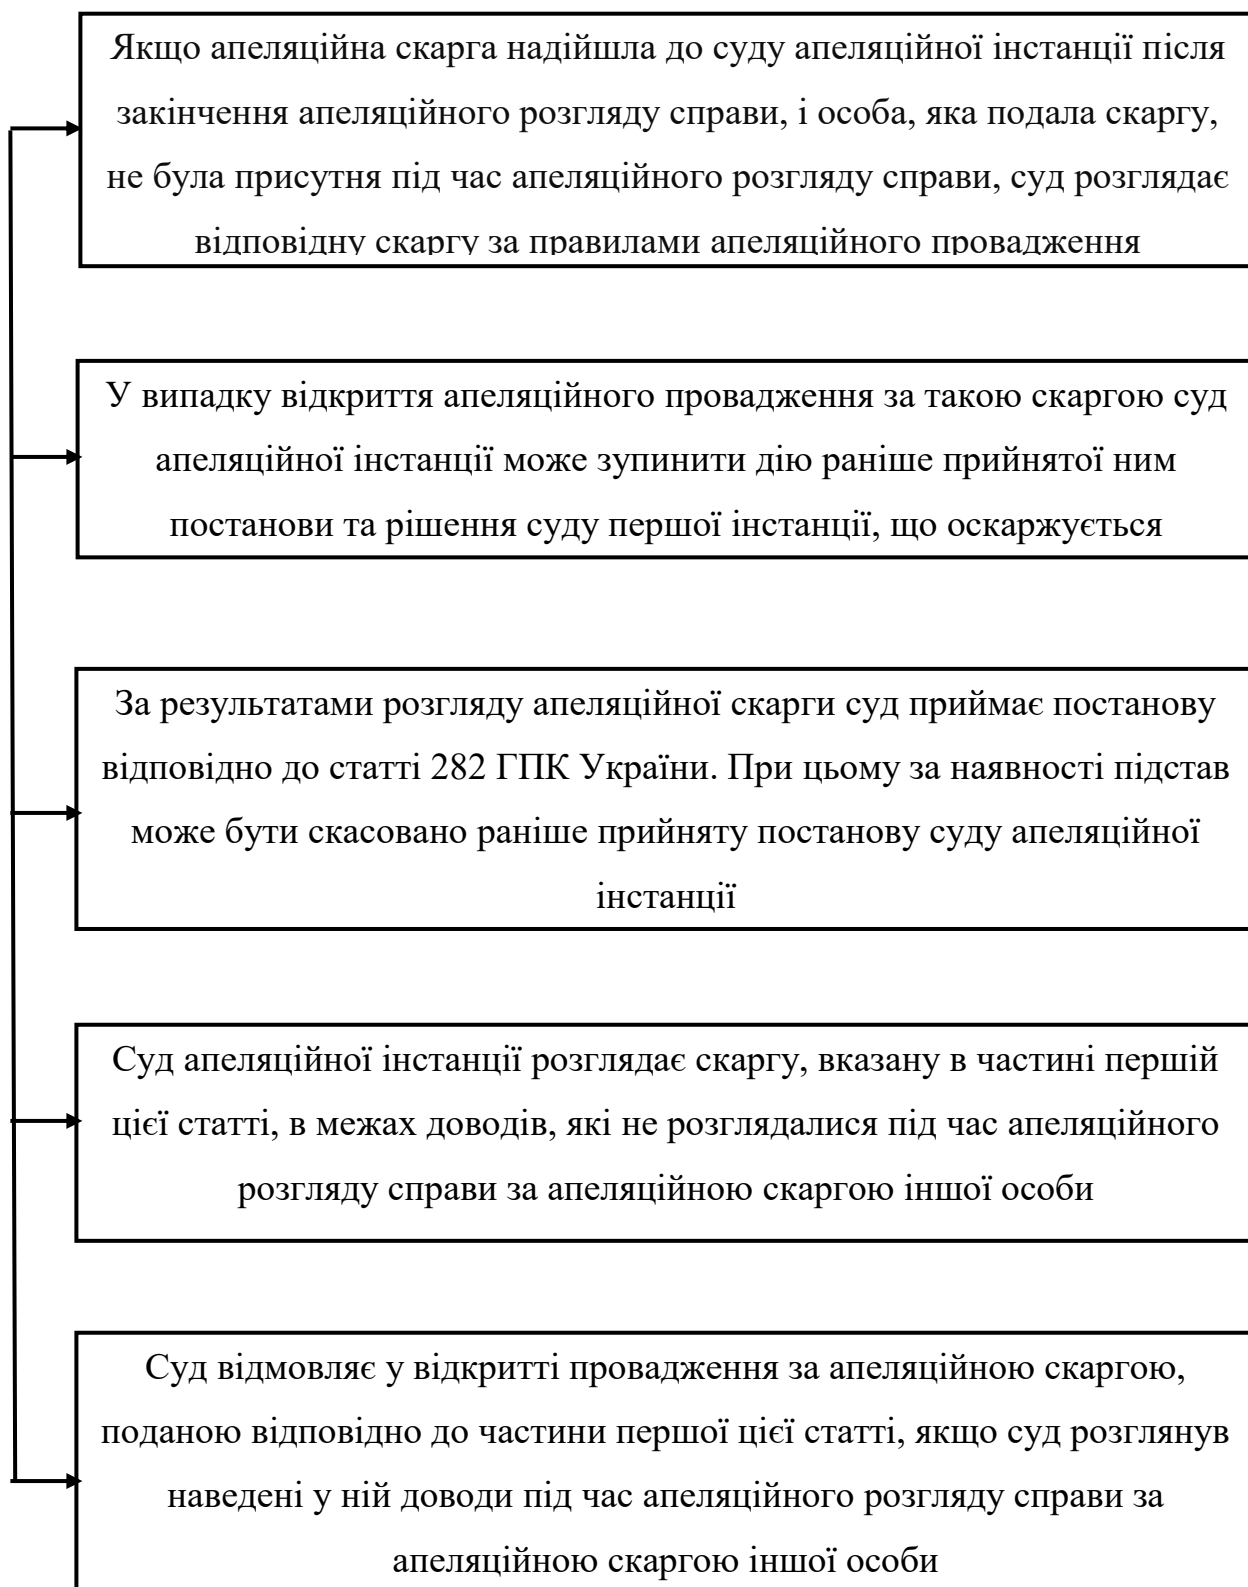 Якщо апеляційна скарга надійшла до суду апеляційної інстанції після
закінчення апеляційного розгляду справи, і особа, яка подала скаргу,
не була присутня під час апеляційного розгляду справи, суд розглядає
відповідну скаргу за правилами апеляційного провадження
У випадку відкриття апеляційного провадження за такою скаргою суд
апеляційної інстанції може зупинити дію раніше прийнятої ним
постанови та рішення суду першої інстанції, що оскаржується
За результатами розгляду апеляційної скарги суд приймає постанову
відповідно до статті 282 ГПК України. При цьому за наявності підстав
може бути скасовано раніше прийняту постанову суду апеляційної
інстанції
Суд апеляційної інстанції розглядає скаргу, вказану в частині першій
цієї статті, в межах доводів, які не розглядалися під час апеляційного
розгляду справи за апеляційною скаргою іншої особи
Суд відмовляє у відкритті провадження за апеляційною скаргою,
поданою відповідно до частини першої цієї статті, якщо суд розглянув
наведені у ній доводи під час апеляційного розгляду справи за
апеляційною скаргою іншої особи